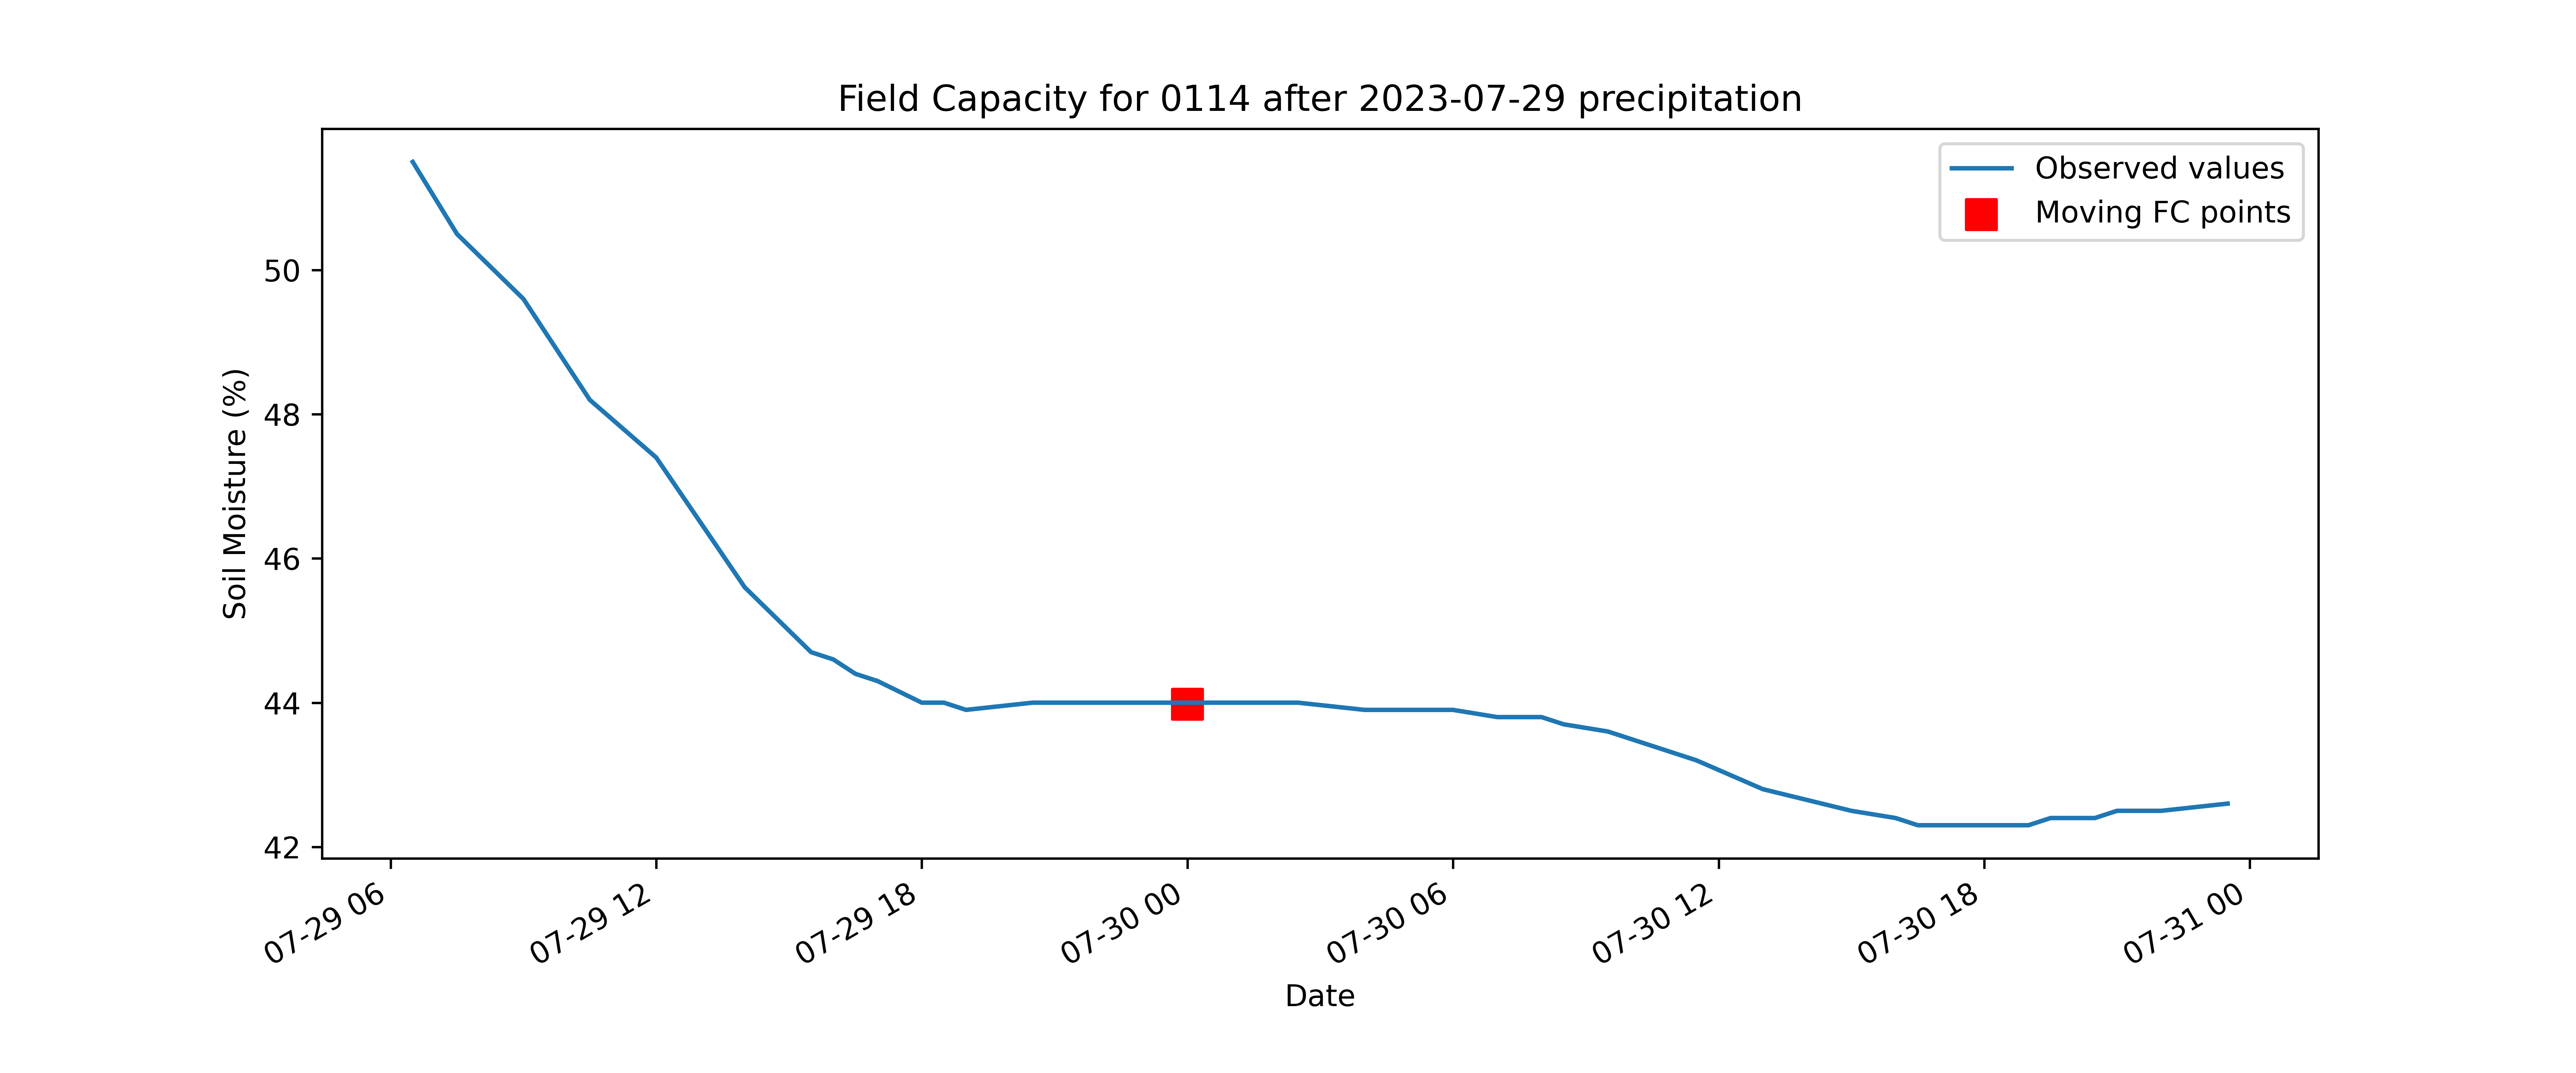 Field Capacity for 0114 after 2023-07-29 precipitation
Observed values
Moving FC points
Soil Moisture (%)
50
48
46
44
42
07-29 06
07-29 12
07-29 18
07-30 00
07-30 06
07-30 12
07-30 18
07-31 00
Date